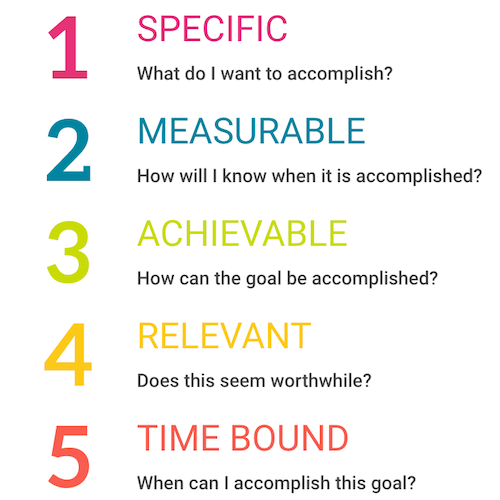 1 SPECIFIC
What do I want to accomplish?
2 MEASURABLE
How will I know when it is accomplished?
3 ACHIEVABLE
How can the goal be accomplished?
4 RELEVANT
Does this seem worthwhile?
5 TIME BOUND
When can I accomplish this goal?